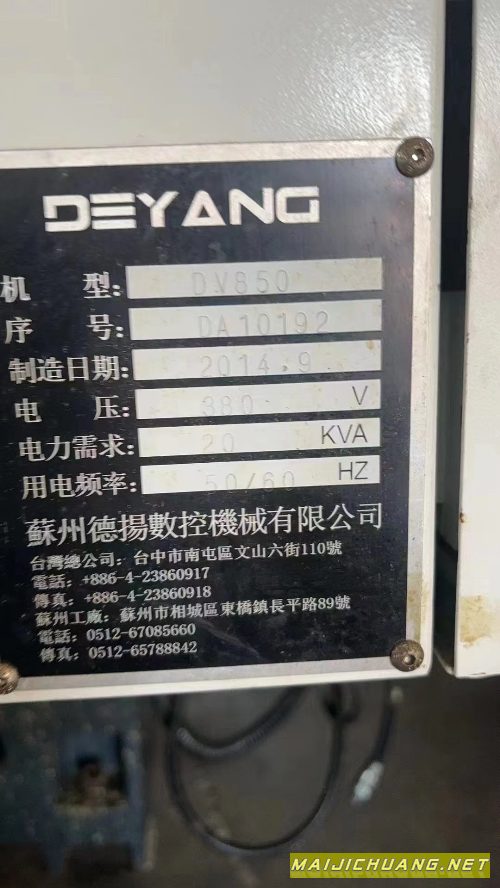 DEYANG
机 型: DV850
序 号: DA10192
制造日期: 2014.9
电 压: 380 V
电力需求: 20 KVA
用电频率: 50/60 HZ
蘇州德揚數控機械有限公司
台灣總公司: 台中市南屯區文山六街110號
電話: +886-4-23860917
傳真: +886-4-23860918
蘇州工廠: 蘇州市相城區東橋鎮長平路89號
電話: 0512-67085660
傳真: 0512-65788842
MAIJICHUANG.NET